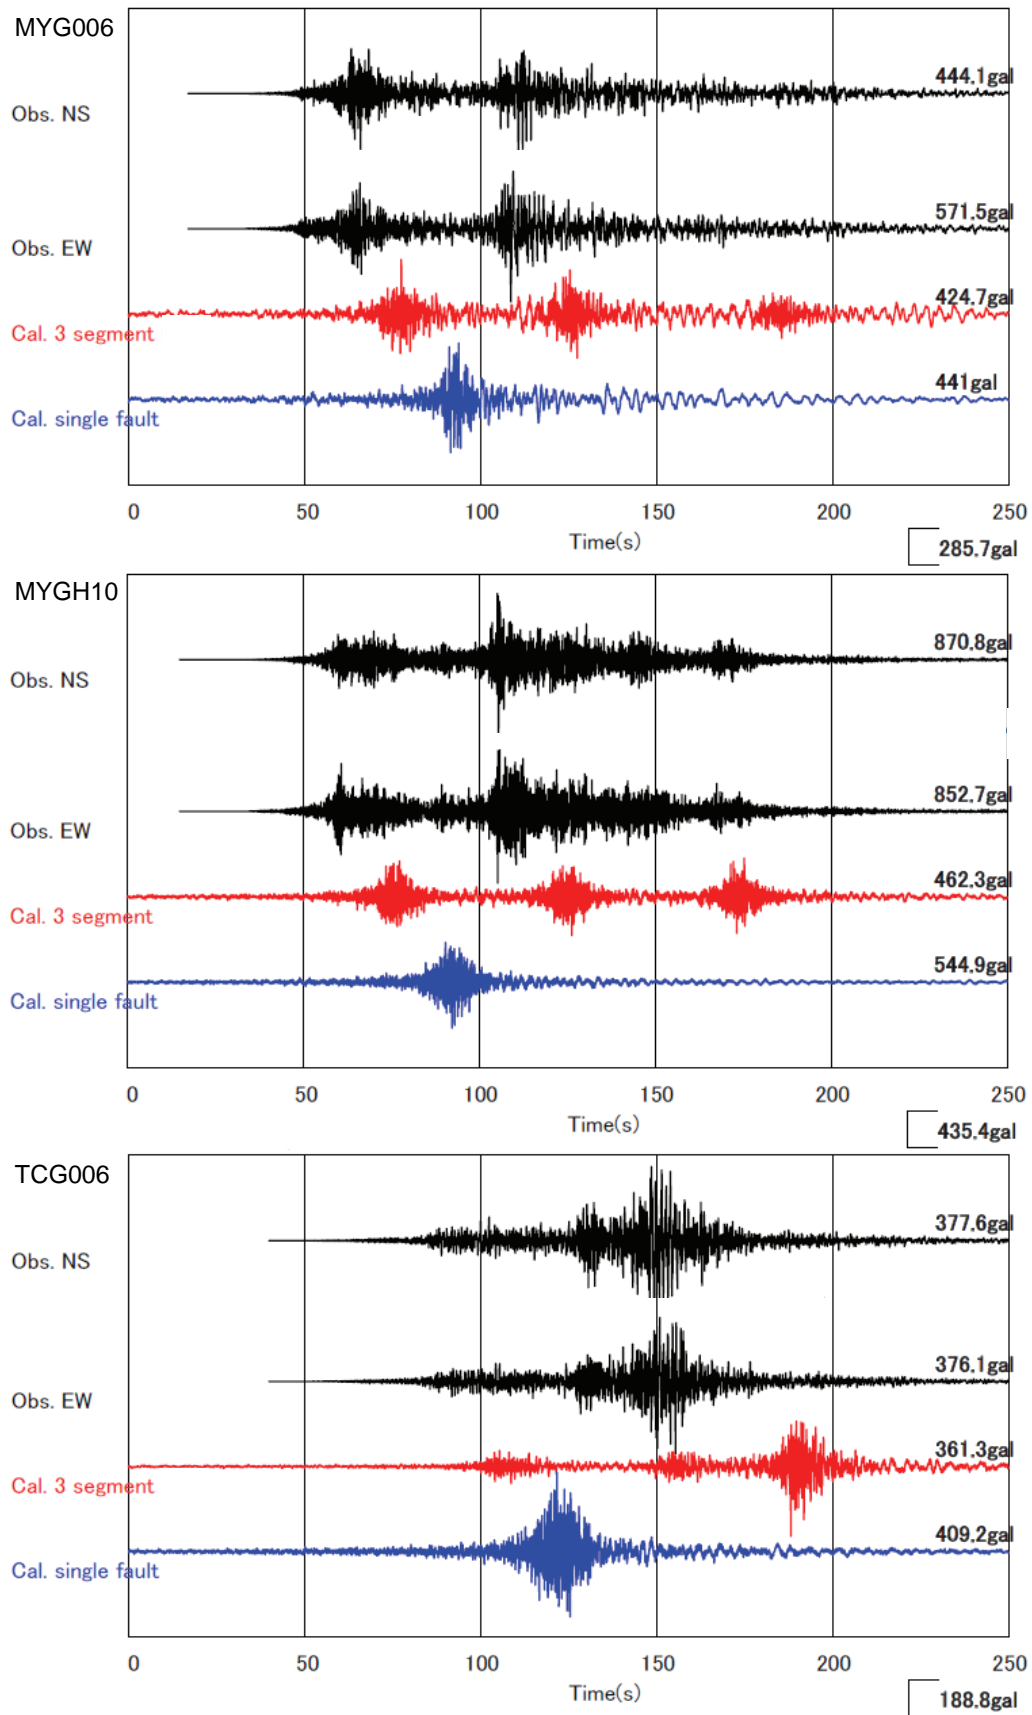 MYG006
444.1gal
Obs. NS
571.5gal
Obs. EW
424.7gal
Cal. 3 segment
441gal
Cal. single fault
0 50 100 150 200 250
Time(s)
285.7gal
MYGH10
870.8gal
Obs. NS
852.7gal
Obs. EW
462.3gal
Cal. 3 segment
544.9gal
Cal. single fault
0 50 100 150 200 250
Time(s)
435.4gal
TCG006
377.6gal
Obs. NS
376.1gal
Obs. EW
361.3gal
Cal. 3 segment
409.2gal
Cal. single fault
0 50 100 150 200 250
Time(s)
188.8gal